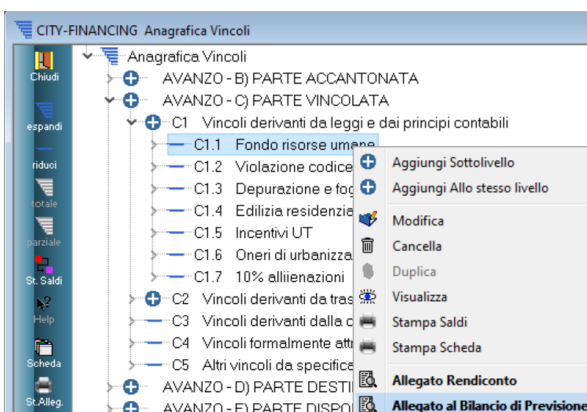 CITY-FINANCING Anagrafica Vincoli
Chiudi
espandi
riduci
totale
parziale
St. Saldi
Help
Scheda
St.Alleg.
Anagrafica Vincoli
AVANZO - B) PARTE ACCANTONATA
AVANZO - C) PARTE VINCOLATA
C1 Vincoli derivanti da leggi e dai principi contabili
C1.1 Fondo risorse umane
C1.2 Violazione codice
C1.3 Depurazione e fog
C1.4 Edilizia residenzia
C1.5 Incentivi UT
C1.6 Oneri di urbanizza
C1.7 10% alliienazioni
C2 Vincoli derivanti da tras
C3 Vincoli derivanti dalla c
C4 Vincoli formalmente attr
C5 Altri vincoli da specifica
AVANZO - D) PARTE DESTI
AVANZO - E) PARTE DISPO
Aggiungi Sottolivello
Aggiungi Allo stesso livello
Modifica
Cancella
Duplica
Visualizza
Stampa Saldi
Stampa Scheda
Allegato Rendiconto
Allegato al Bilancio di Previsione